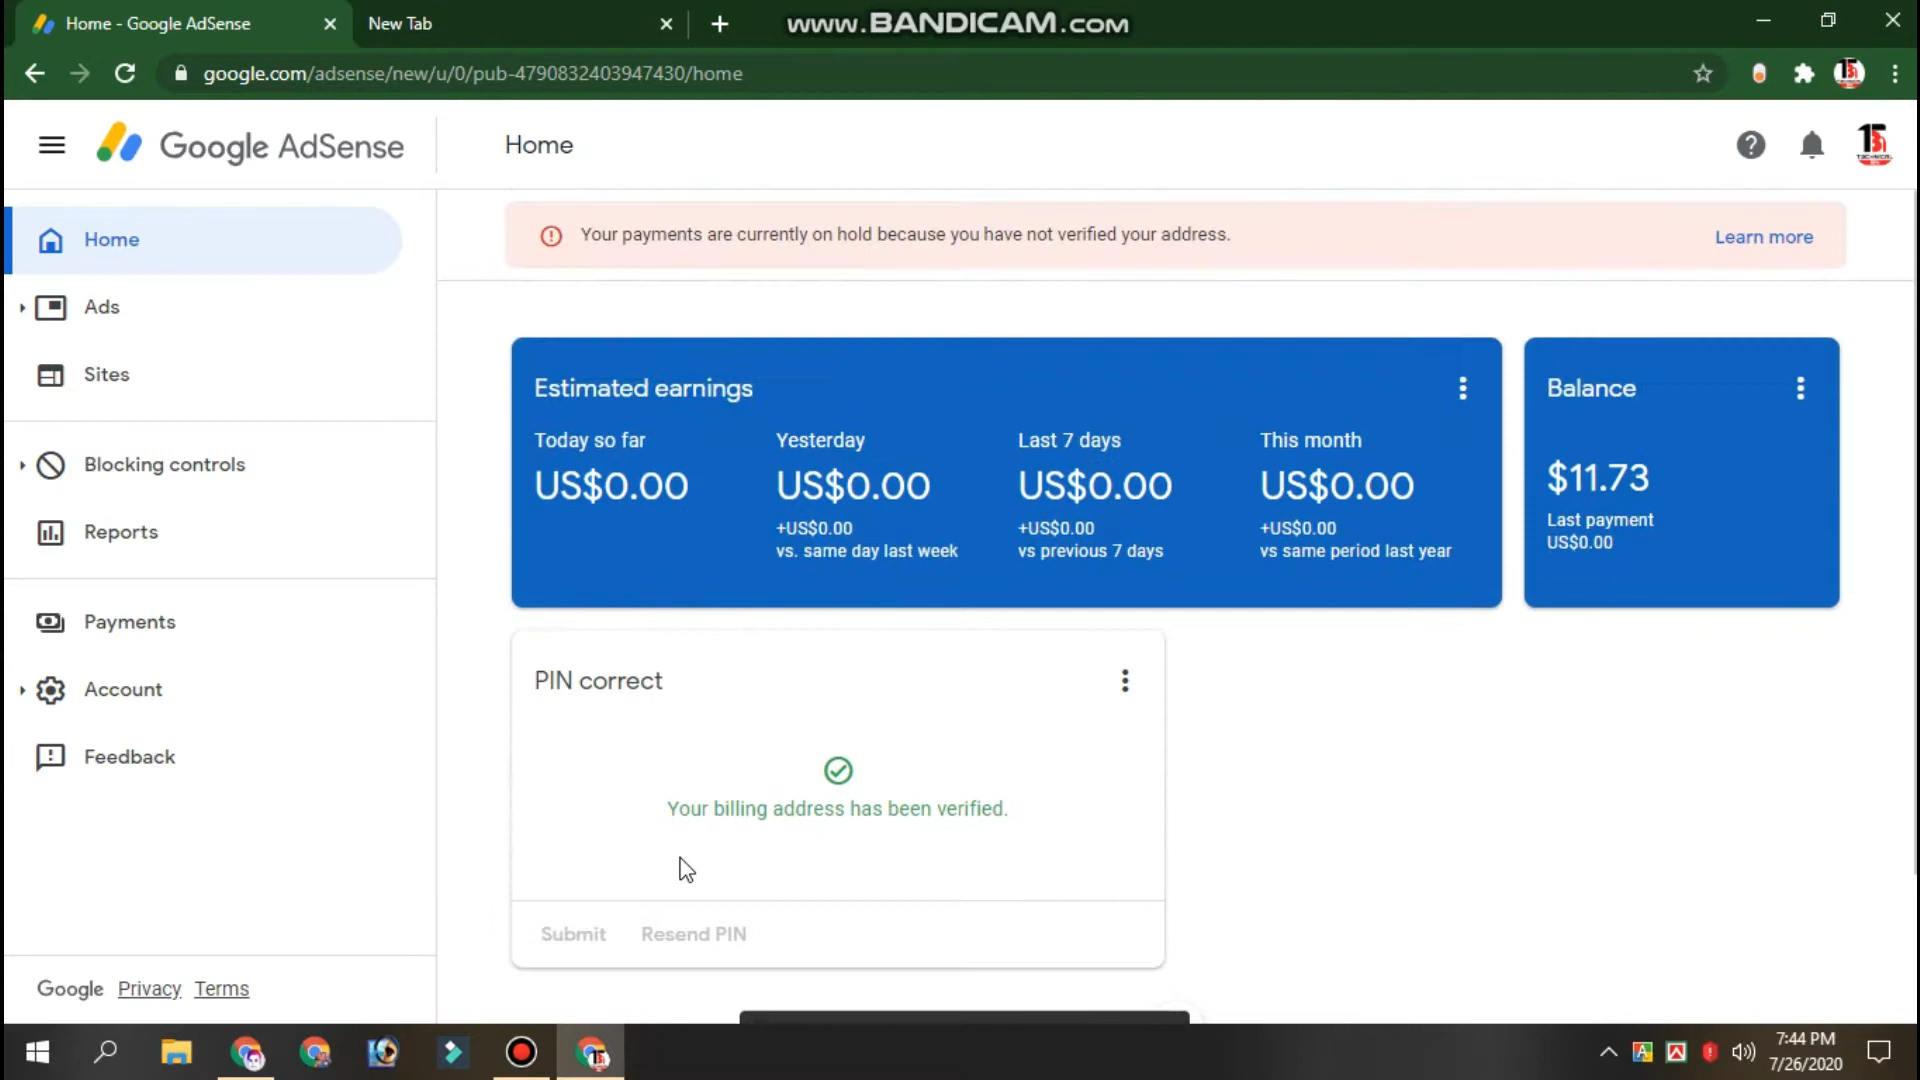 Home - Google AdSense
New Tab
www.BANDICAM.com
google.com/adsense/new/u/0/pub-4790832403947430/home
Google AdSense
Home
Home
Ads
Sites
Blocking controls
Reports
Payments
Account
Feedback
Google Privacy Terms
Your payments are currently on hold because you have not verified your address.
Learn more
Estimated earnings
Today so far
US$0.00
Yesterday
US$0.00
+US$0.00
vs. same day last week
Last 7 days
US$0.00
+US$0.00
vs previous 7 days
This month
US$0.00
+US$0.00
vs same period last year
Balance
$11.73
Last payment
US$0.00
PIN correct
Your billing address has been verified.
Submit Resend PIN
7:44 PM
7/26/2020